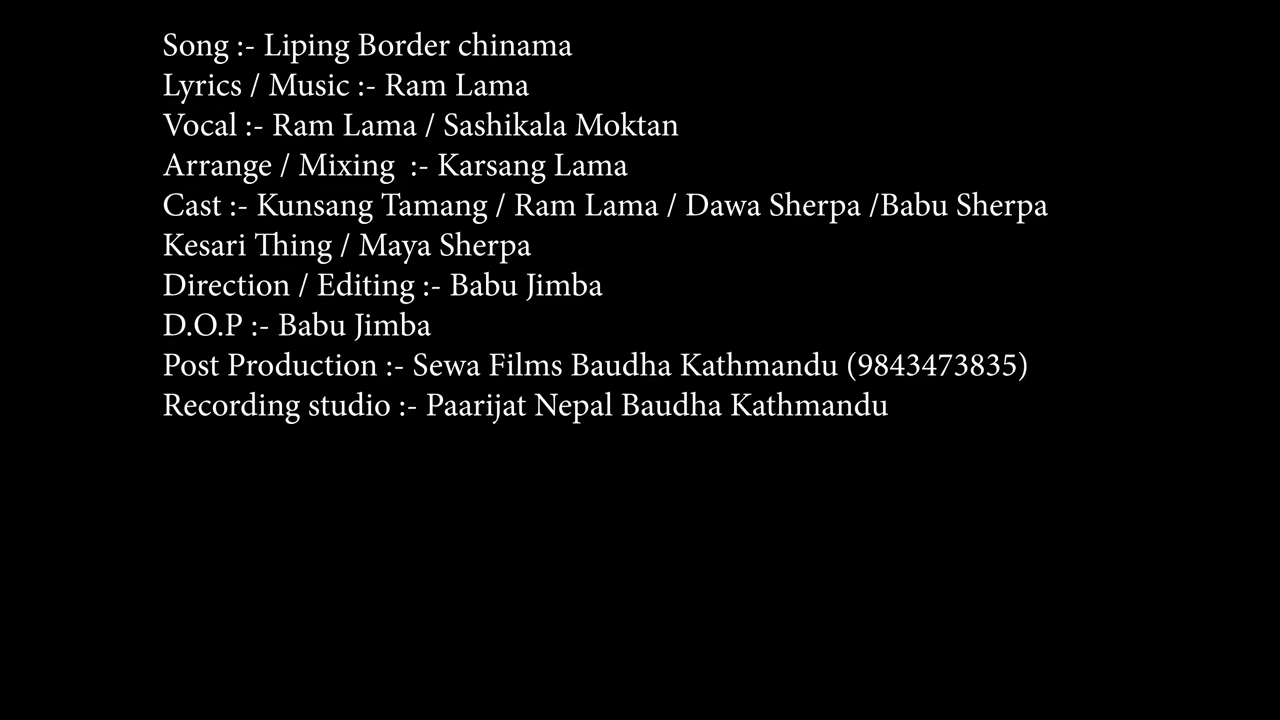 Song :- Liping Border chinama
Lyrics / Music :- Ram Lama
Vocal :- Ram Lama / Sashikala Moktan
Arrange / Mixing  :- Karsang Lama
Cast :- Kunsang Tamang / Ram Lama / Dawa Sherpa /Babu Sherpa
Kesari Thing / Maya Sherpa
Direction / Editing :- Babu Jimba
D.O.P :- Babu Jimba
Post Production :- Sewa Films Baudha Kathmandu (9843473835)
Recording studio :- Paarijat Nepal Baudha Kathmandu